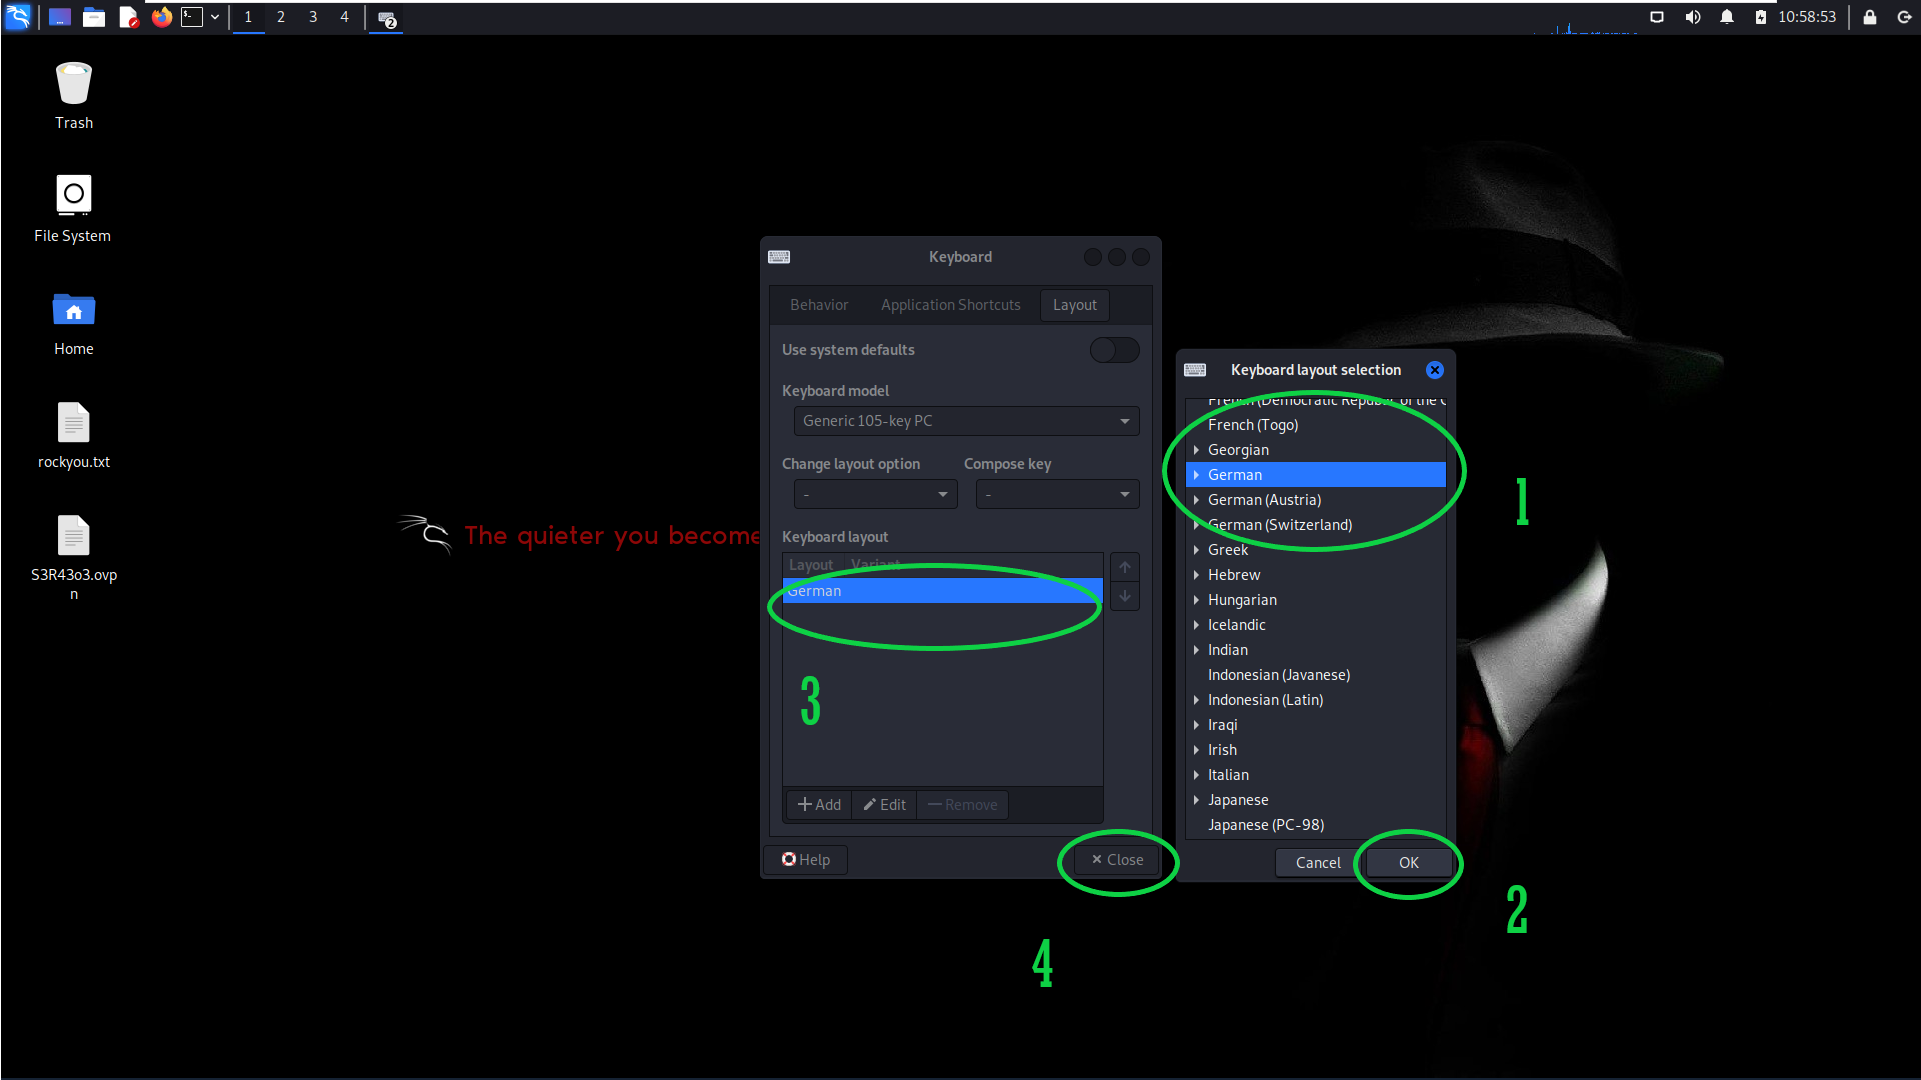 1 2 3 4 2 10:58:53
Trash
File System
Home
rockyou.txt
S3R43o3.ovp
n
The quieter you become
Keyboard
Behavior Application Shortcuts Layout
Use system defaults
Keyboard model
Generic 105-key PC
Change layout option Compose key
- -
Keyboard layout
Layout Variant
German
3
Add Edit Remove
Help Close
4
Keyboard layout selection
French (Democratic Republic of the C
French (Togo)
Georgian
German
German (Austria)
German (Switzerland)
Greek
Hebrew
Hungarian
Icelandic
Indian
Indonesian (Javanese)
Indonesian (Latin)
Iraqi
Irish
Italian
Japanese
Japanese (PC-98)
Cancel OK
1
2